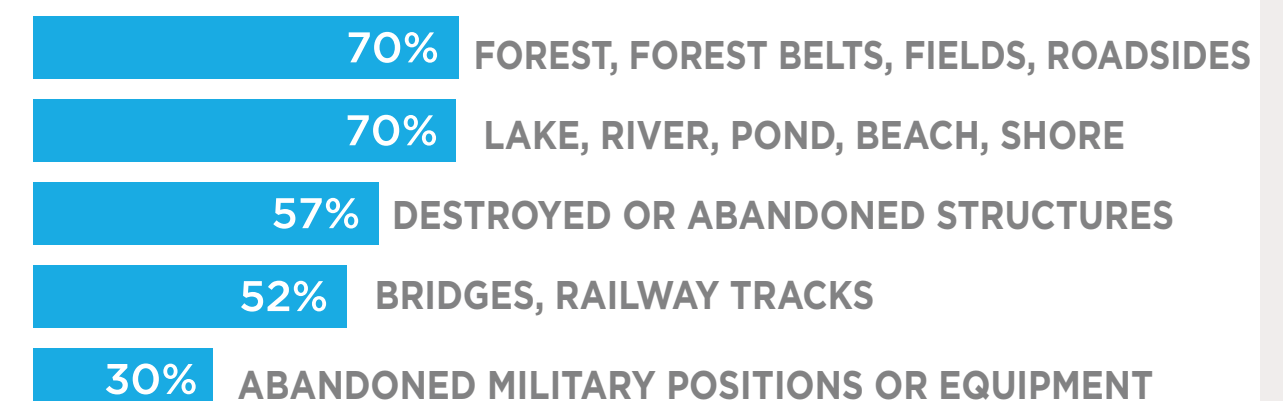 70% FOREST, FOREST BELTS, FIELDS, ROADSIDES
70% LAKE, RIVER, POND, BEACH, SHORE
57% DESTROYED OR ABANDONED STRUCTURES
52% BRIDGES, RAILWAY TRACKS
30% ABANDONED MILITARY POSITIONS OR EQUIPMENT